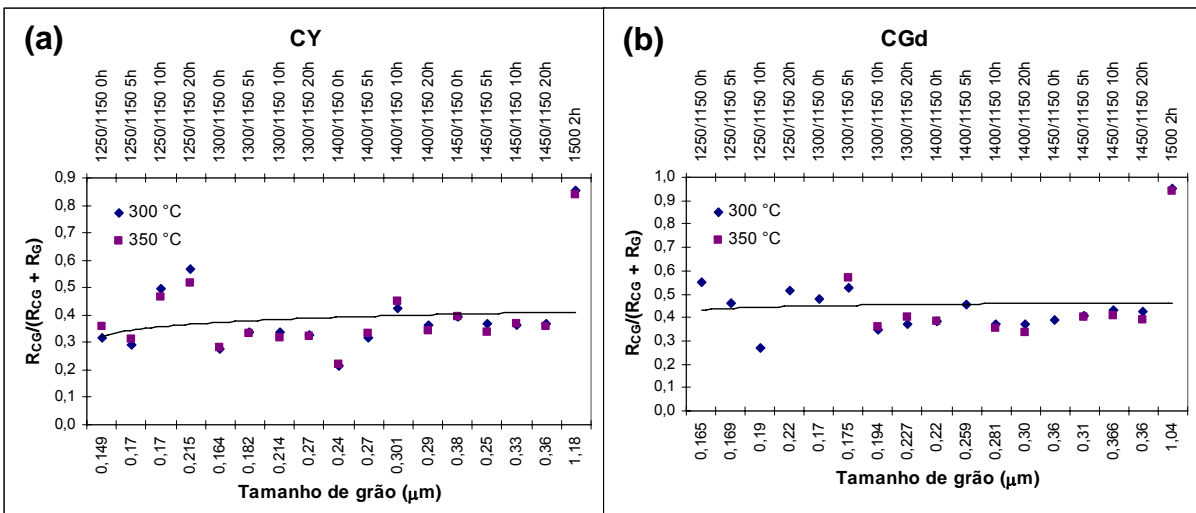 (a)
CY
1250/1150 0h
1250/1150 5h
1250/1150 10h
1250/1150 20h
1300/1150 0h
1300/1150 5h
1300/1150 10h
1300/1150 20h
1400/1150 0h
1400/1150 5h
1400/1150 10h
1400/1150 20h
1450/1150 0h
1450/1150 5h
1450/1150 10h
1450/1150 20h
1500 2h
0,9
0,8
0,7
0,6
0,5
0,4
0,3
0,2
0,1
0,0
RCG/(RCG + RG)
300 °C
350 °C
0,149
0,17
0,17
0,215
0,164
0,182
0,214
0,27
0,24
0,27
0,301
0,29
0,38
0,25
0,33
0,36
1,18
Tamanho de grão (µm)
(b)
CGd
1250/1150 0h
1250/1150 5h
1250/1150 10h
1250/1150 20h
1300/1150 0h
1300/1150 5h
1300/1150 10h
1300/1150 20h
1400/1150 0h
1400/1150 5h
1400/1150 10h
1400/1150 20h
1450/1150 0h
1450/1150 5h
1450/1150 10h
1450/1150 20h
1500 2h
1,0
0,9
0,8
0,7
0,6
0,5
0,4
0,3
0,2
0,1
0,0
RCG/(RCG + RG)
300 °C
350 °C
0,165
0,169
0,19
0,22
0,17
0,175
0,194
0,227
0,22
0,259
0,281
0,30
0,36
0,31
0,366
0,36
1,04
Tamanho de grão (µm)